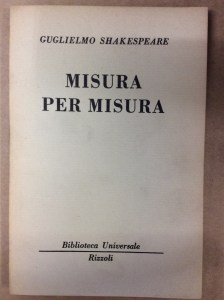 GUGLIELMO SHAKESPEARE
MISURA
PER MISURA
Biblioteca Universale
Rizzoli